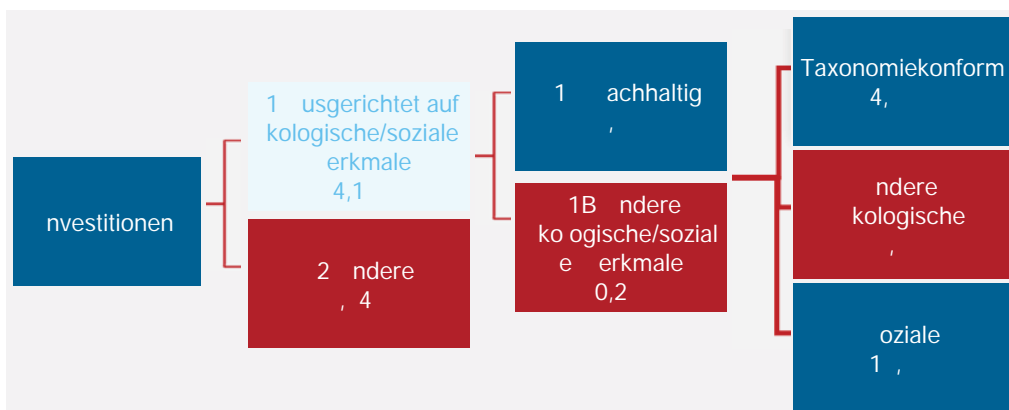 nvestitionen
1 usgerichtet auf
kologische/soziale
erkmale
4,1
2 ndere
, 4
1 achhaltig
,
1B ndere
ko ogische/sozial
e erkmale
0,2
Taxonomiekonform
4,
ndere
kologische
,
oziale
1 ,